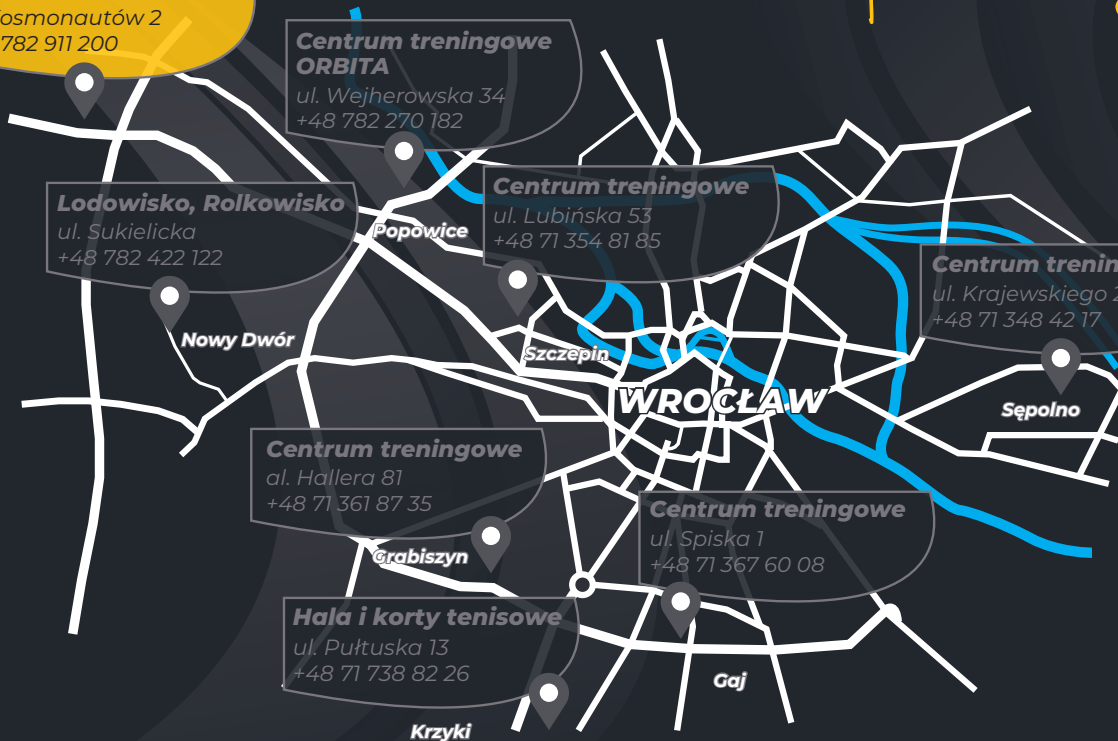 Kosmonautów 2
782 911 200
Centrum treningowe
ORBITA
ul. Wejherowska 34
+48 782 270 182
Centrum treningowe
ul. Lubińska 53
+48 71 354 81 85
Lodowisko, Rolkowisko
ul. Sukielicka
+48 782 422 122
Popowice
Centrum trenin
ul. Krajewskiego 2
+48 71 348 42 17
Nowy Dwór
Szczepin
WROCŁAW
Sępolno
Centrum treningowe
al. Hallera 81
+48 71 361 87 35
Centrum treningowe
ul. Spiska 1
+48 71 367 60 08
Grabiszyn
Hala i korty tenisowe
ul. Pułtuska 13
+48 71 738 82 26
Gaj
Krzyki